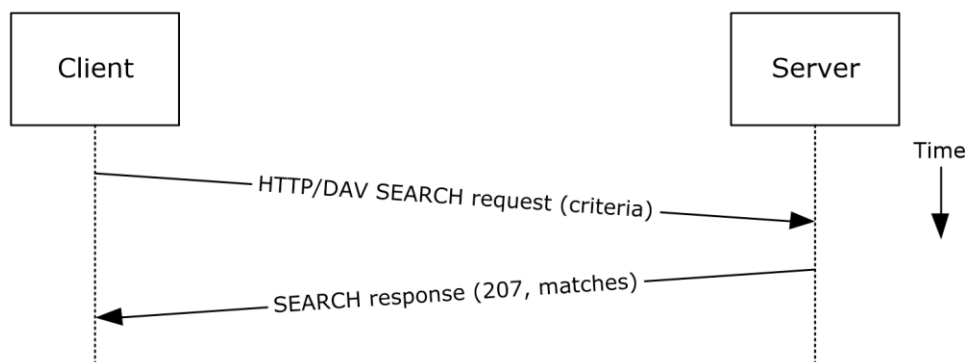 Client
Server
Time
HTTP/DAV SEARCH request (criteria)
SEARCH response (207, matches)